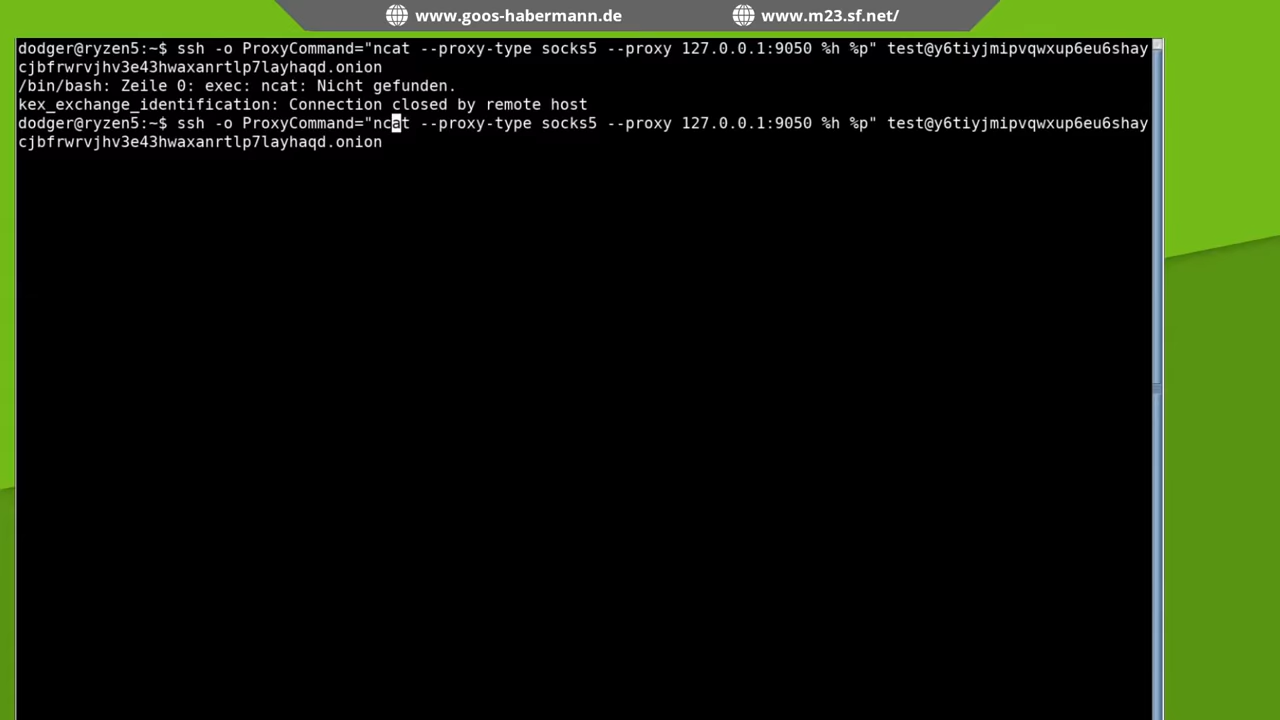 www.goos-habermann.de www.m23.sf.net/
dodger@ryzen5:~$ ssh -o ProxyCommand="ncat --proxy-type socks5 --proxy 127.0.0.1:9050 %h %p" test@y6tiyjmipvqwxup6eu6shay
cjbfrwrvjhv3e43hwaxanrtlp7layhaqd.onion
/bin/bash: Zeile 0: exec: ncat: Nicht gefunden.
kex_exchange_identification: Connection closed by remote host
dodger@ryzen5:~$ ssh -o ProxyCommand="ncat --proxy-type socks5 --proxy 127.0.0.1:9050 %h %p" test@y6tiyjmipvqwxup6eu6shay
cjbfrwrvjhv3e43hwaxanrtlp7layhaqd.onion